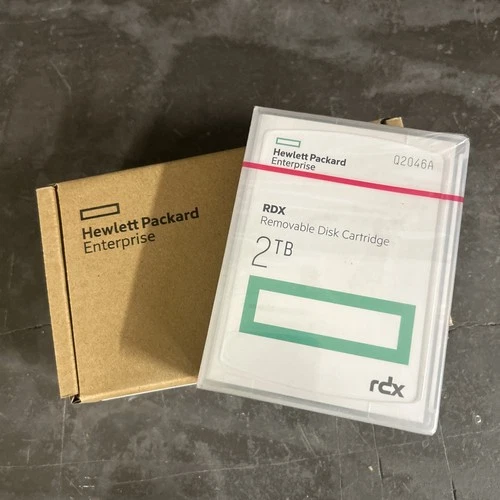 Hewlett Packard
Enterprise
Hewlett Packard
Enterprise
Q2046A
RDX
Removable Disk Cartridge
2TB
rdx